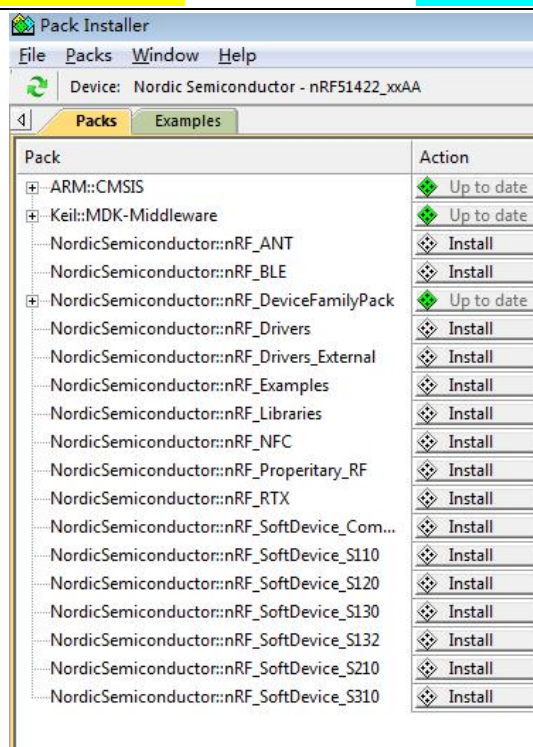 Pack Installer
File Packs Window Help
Device: Nordic Semiconductor - nRF51422_xxAA
Packs Examples
Pack Action
ARM::CMSIS Up to date
Keil::MDK-Middleware Up to date
NordicSemiconductor::nRF_ANT Install
NordicSemiconductor::nRF_BLE Install
NordicSemiconductor::nRF_DeviceFamilyPack Up to date
NordicSemiconductor::nRF_Drivers Install
NordicSemiconductor::nRF_Drivers_External Install
NordicSemiconductor::nRF_Examples Install
NordicSemiconductor::nRF_Libraries Install
NordicSemiconductor::nRF_NFC Install
NordicSemiconductor::nRF_Properitary_RF Install
NordicSemiconductor::nRF_RTX Install
NordicSemiconductor::nRF_SoftDevice_Com... Install
NordicSemiconductor::nRF_SoftDevice_S110 Install
NordicSemiconductor::nRF_SoftDevice_S120 Install
NordicSemiconductor::nRF_SoftDevice_S130 Install
NordicSemiconductor::nRF_SoftDevice_S132 Install
NordicSemiconductor::nRF_SoftDevice_S210 Install
NordicSemiconductor::nRF_SoftDevice_S310 Install